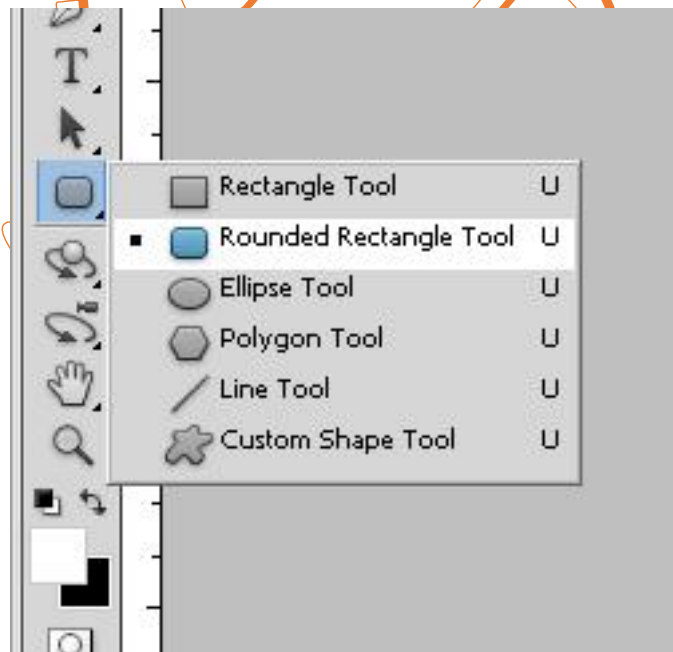 T
Rectangle Tool U
Rounded Rectangle Tool U
Ellipse Tool U
Polygon Tool U
Line Tool U
Custom Shape Tool U